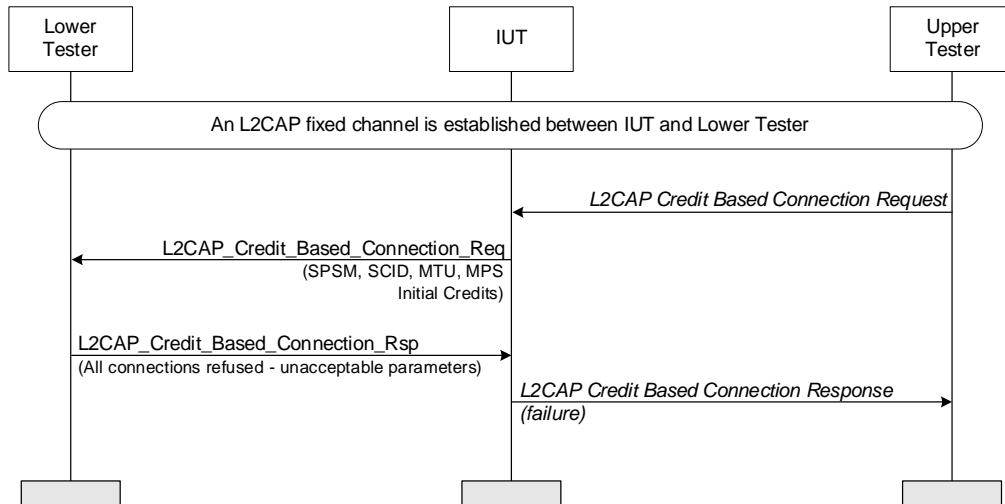 Lower
Tester
IUT
Upper
Tester
An L2CAP fixed channel is established between IUT and Lower Tester
L2CAP Credit Based Connection Request
L2CAP_Credit_Based_Connection_Req
(SPSM, SCID, MTU, MPS
Initial Credits)
L2CAP_Credit_Based_Connection_Rsp
(All connections refused - unacceptable parameters)
L2CAP Credit Based Connection Response
(failure)